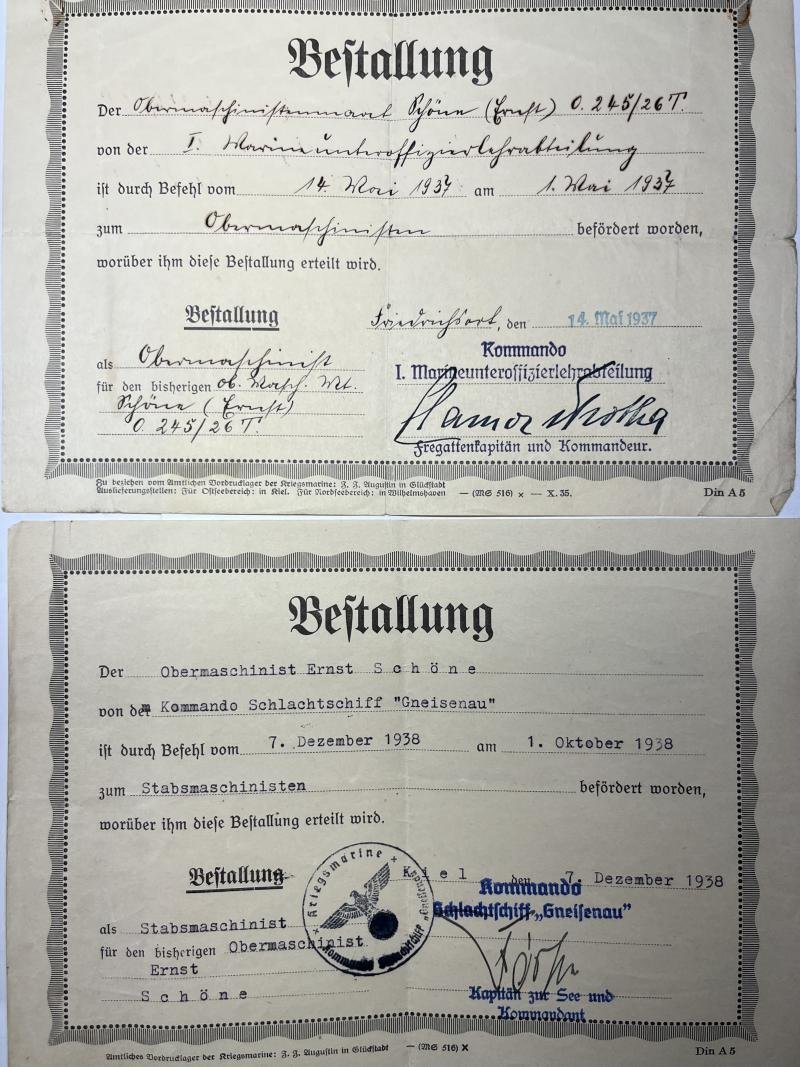 Bestallung
Der Obermaschinistenmaat Schöne (Ernst) O. 245/26 T.
von der I. Marineunteroffizierlehrabteilung
ist durch Befehl vom 14. Mai 1937 am 1. Mai 1937
zum Obermaschinisten befördert worden,
worüber ihm diese Bestallung erteilt wird.
Bestallung
Friedrichsort, den 14. Mai 1937
als Obermaschinist
Kommando
I. Marineunteroffizierlehrabteilung
für den bisherigen Ob. Masch. Mt.
Schöne (Ernst)
O. 245/26 T.
Fregattenkapitän und Kommandeur.
Zu beziehen vom Amtlichen Vordrucklager der Kriegsmarine: J. J. Augustin in Glückstadt
Auslieferungsstellen: Für Ostseebereich: in Kiel. Für Nordseebereich: in Wilhelmshaven — (MS 516) x — X. 35. Din A 5
Bestallung
Der Obermaschinist Ernst Schöne
von dem Kommando Schlachtschiff "Gneisenau"
ist durch Befehl vom 7. Dezember 1938 am 1. Oktober 1938
zum Stabsmaschinisten befördert worden,
worüber ihm diese Bestallung erteilt wird.
Bestallung
Kiel den 7. Dezember 1938
Kriegsmarine
Kommando Schlachtschiff „Gneisenau"
Kommando
Schlachtschiff „Gneisenau"
als Stabsmaschinist
für den bisherigen Obermaschinist
Ernst
Schöne
Kapitän zur See und
Kommandant
Amtliches Vordrucklager der Kriegsmarine: J. J. Augustin in Glückstadt — (MS 516) X Din A 5